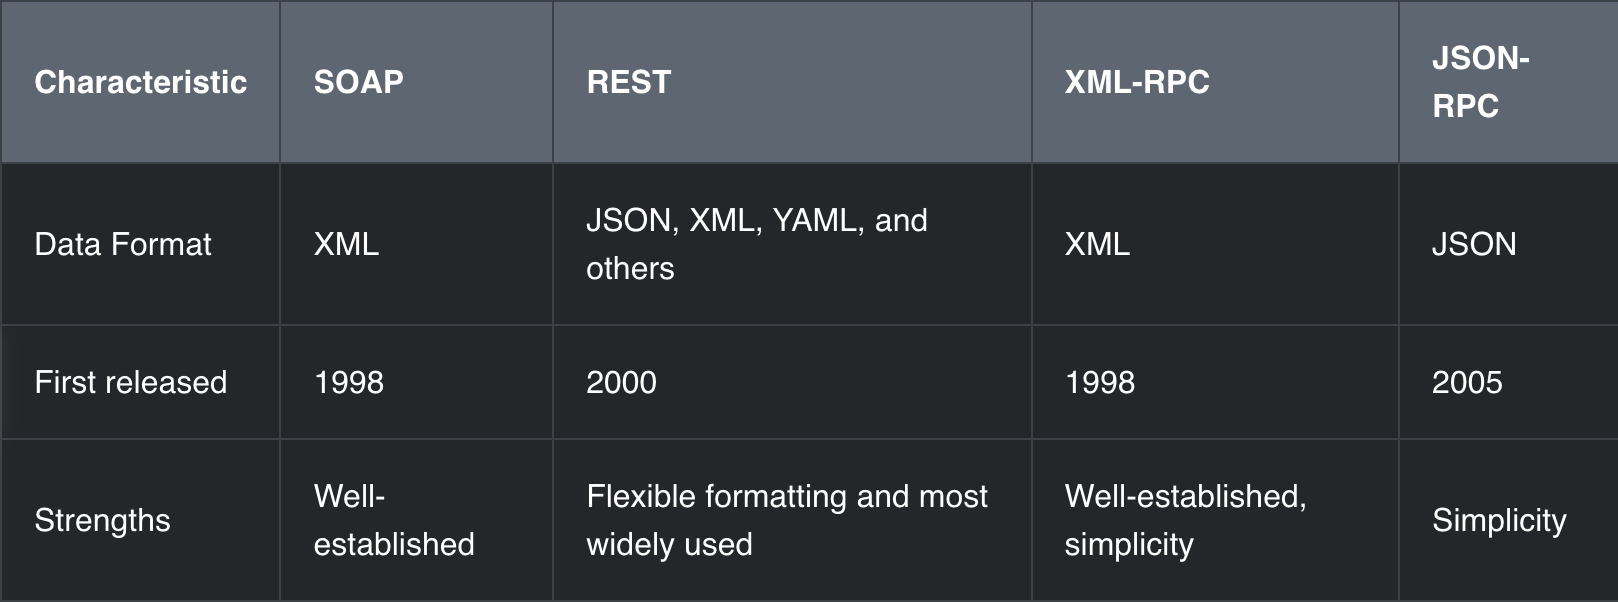 Characteristic
SOAP
REST
XML-RPC
JSON-
RPC
Data Format
XML
JSON, XML, YAML, and
others
XML
JSON
First released
1998
2000
1998
2005
Strengths
Well-
established
Flexible formatting and most
widely used
Well-established,
simplicity
Simplicity